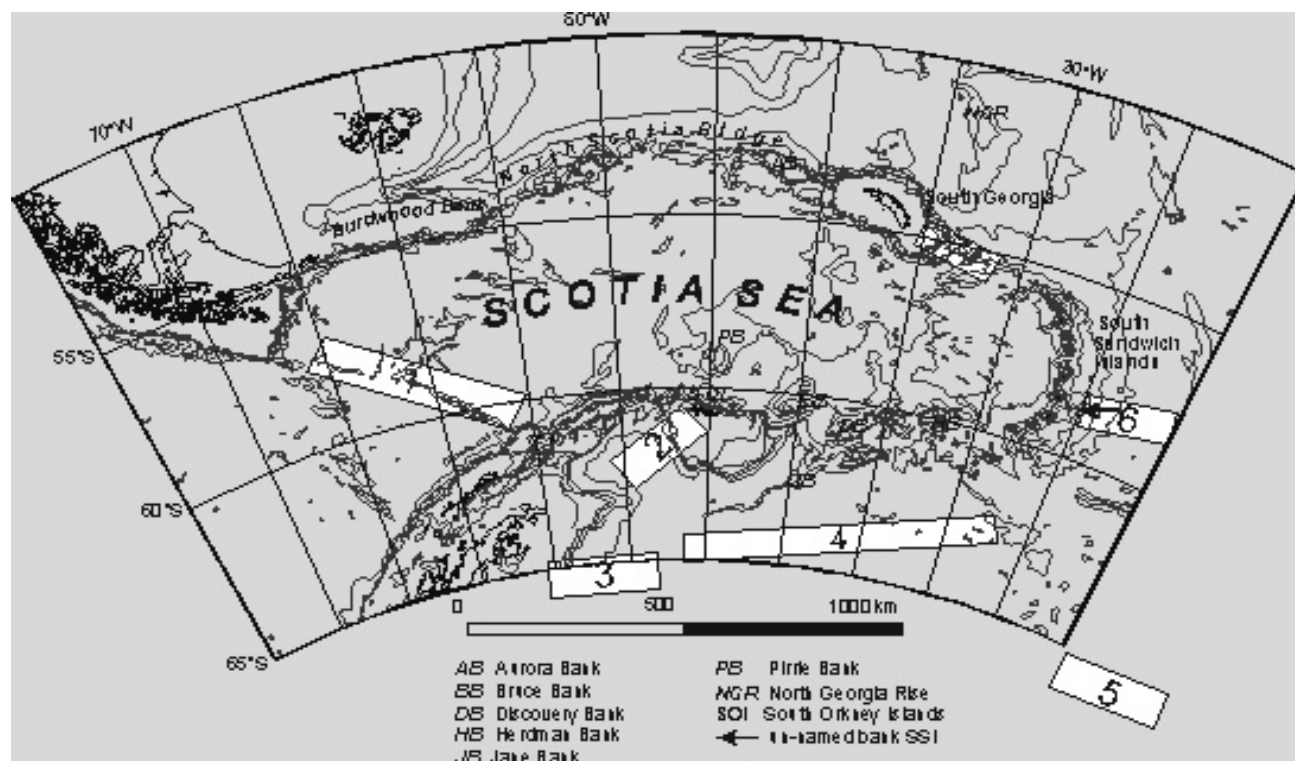 50°W
30°W
70°W
NGR
North Scotia Ridge
South Georgia
Burdwood Bank
SCOTIA SEA
South
Sandwich
Islands
PB
55°S
1
6
2
60°S
4
3
0 500 1000 km
65°S
5
AB Aurora Bank
BB Bruce Bank
DB Discovery Bank
HB Herdman Bank
JB Jane Bank
PB Pirie Bank
NGR North Georgia Rise
SOI South Orkney Islands
un-named bank SSI